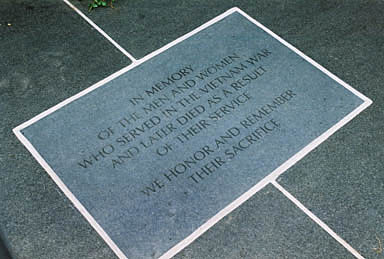 IN MEMORY
OF THE MEN AND WOMEN
WHO SERVED IN THE VIETNAM WAR
AND LATER DIED AS A RESULT
OF THEIR SERVICE
WE HONOR AND REMEMBER
THEIR SACRIFICE